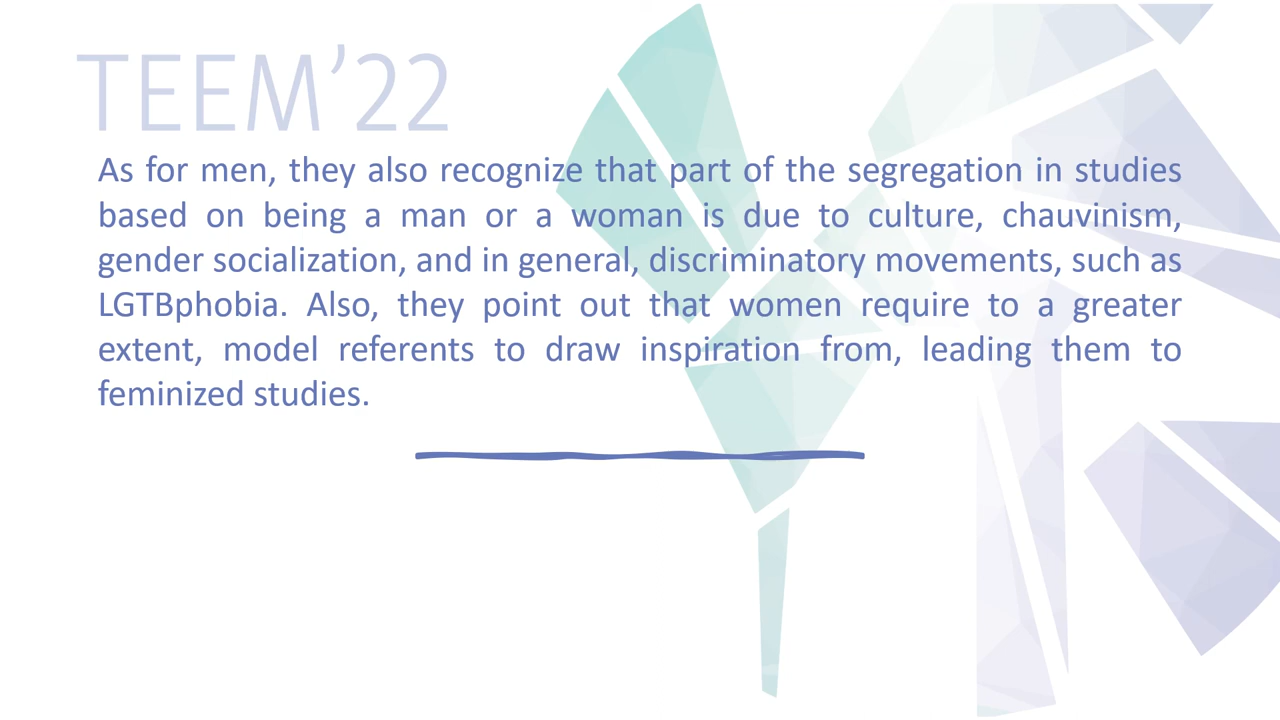 TEEM’22
As for men, they also recognize that part of the segregation in studies
based on being a man or a woman is due to culture, chauvinism,
gender socialization, and in general, discriminatory movements, such as
LGTBphobia. Also, they point out that women require to a greater
extent, model referents to draw inspiration from, leading them to
feminized studies.